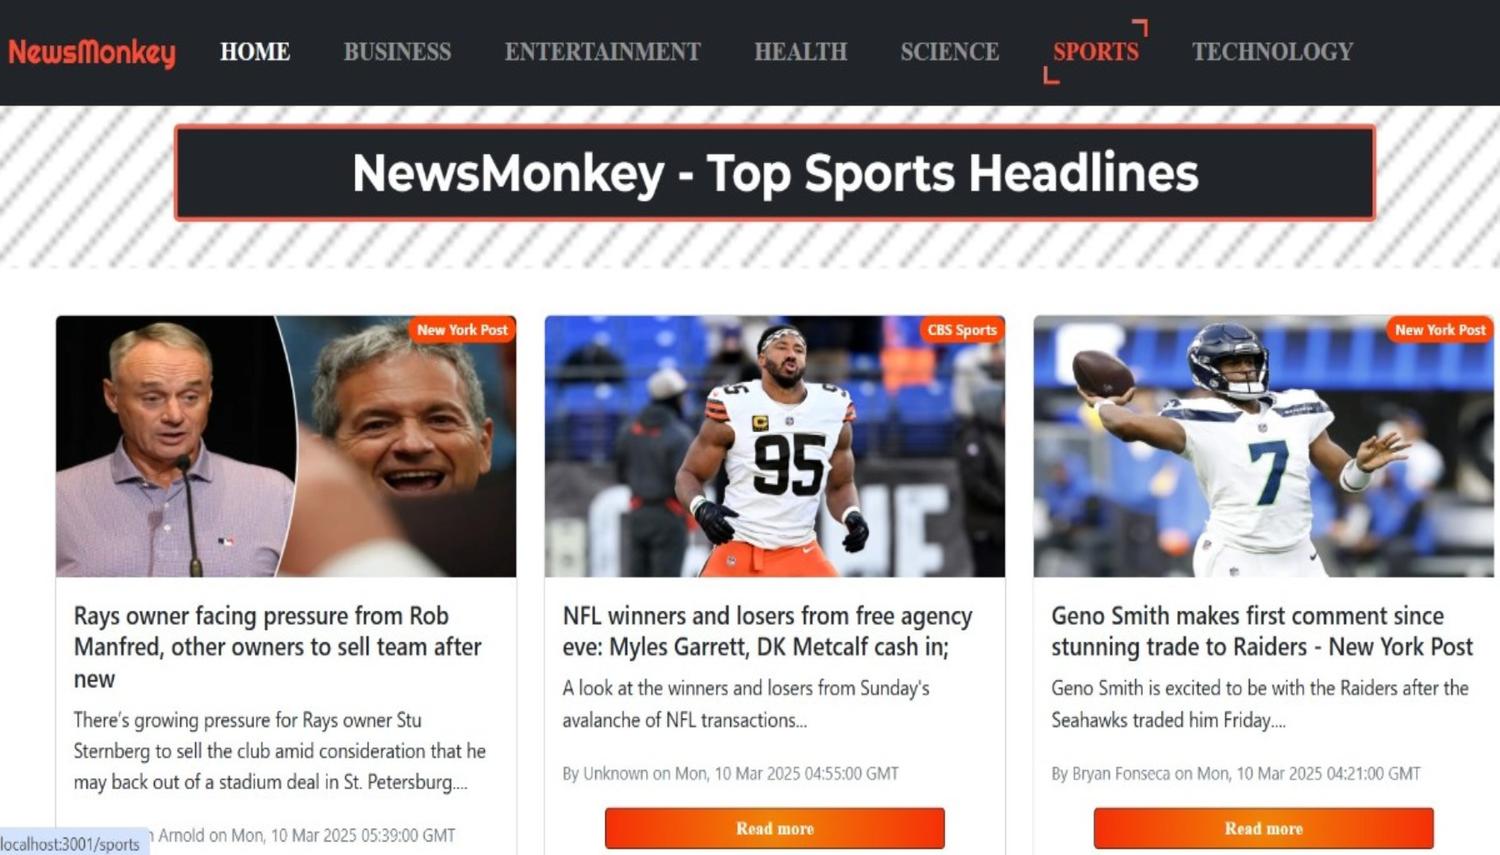 NewsMonkey HOME BUSINESS ENTERTAINMENT HEALTH SCIENCE SPORTS TECHNOLOGY
NewsMonkey - Top Sports Headlines
New York Post
95
Rays owner facing pressure from Rob
Manfred, other owners to sell team after
new
There's growing pressure for Rays owner Stu
Sternberg to sell the club amid consideration that he
may back out of a stadium deal in St. Petersburg....
Arnold on Mon, 10 Mar 2025 05:39:00 GMT
CBS Sports
NFL winners and losers from free agency
eve: Myles Garrett, DK Metcalf cash in;
A look at the winners and losers from Sunday's
avalanche of NFL transactions...
By Unknown on Mon, 10 Mar 2025 04:55:00 GMT
Read more
New York Post
7
Geno Smith makes first comment since
stunning trade to Raiders - New York Post
Geno Smith is excited to be with the Raiders after the
Seahawks traded him Friday....
By Bryan Fonseca on Mon, 10 Mar 2025 04:21:00 GMT
Read more
localhost:3001/sports